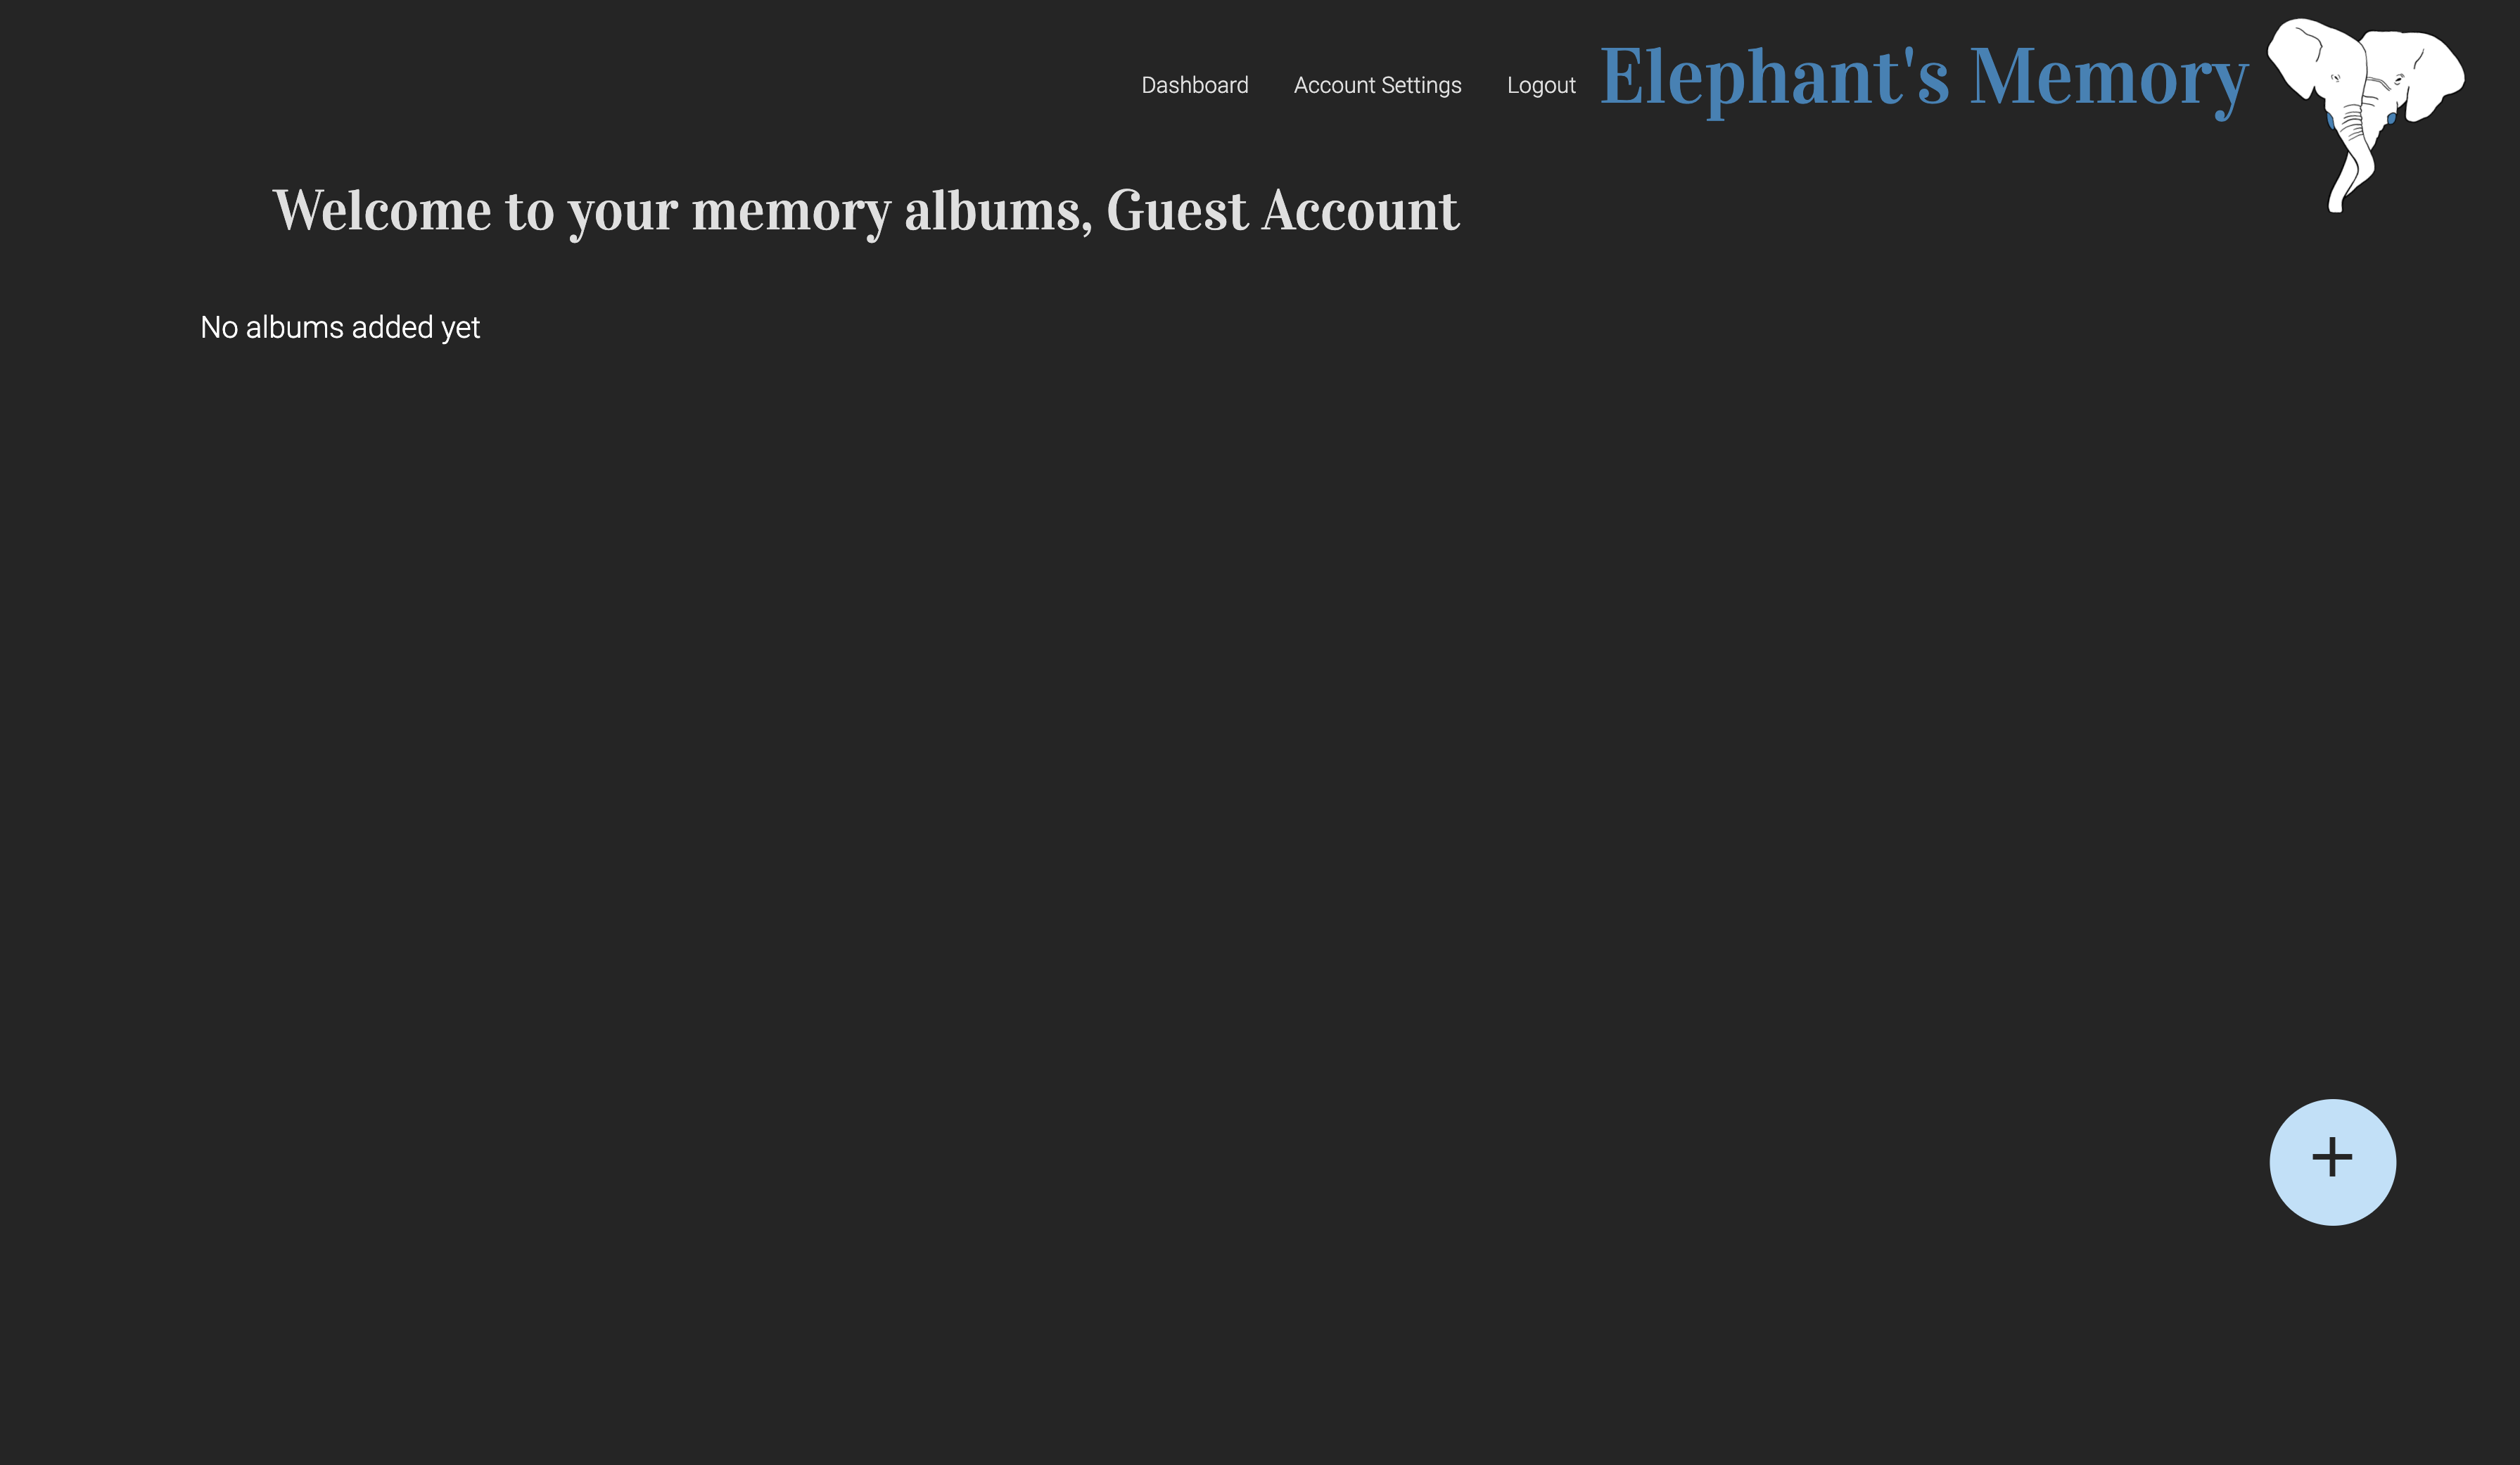 Dashboard Account Settings Logout Elephant's Memory
Welcome to your memory albums, Guest Account
No albums added yet
+